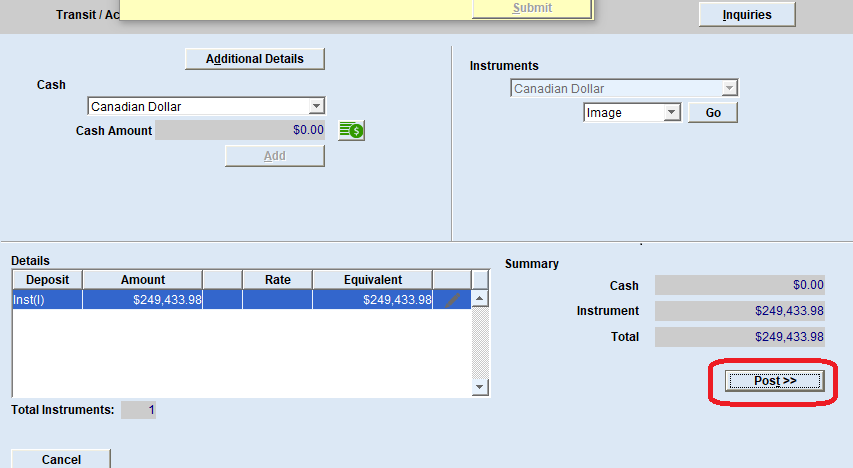 Submit
Transit / Ac
Inquiries
Additional Details
Cash
Canadian Dollar
Cash Amount $0.00
Add
Instruments
Canadian Dollar
Image Go
Details
Deposit Amount Rate Equivalent
Inst(I) $249,433.98 $249,433.98
Total Instruments: 1
Summary
Cash $0.00
Instrument $249,433.98
Total $249,433.98
Post >>
Cancel